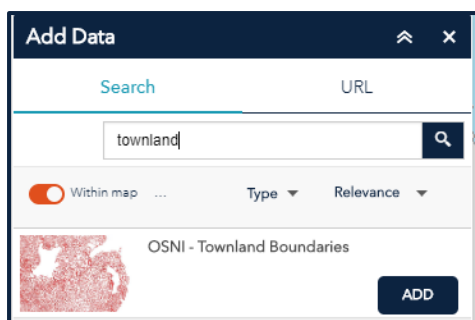 Add Data
Search URL
townland
Within map ... Type Relevance
OSNI - Townland Boundaries
ADD